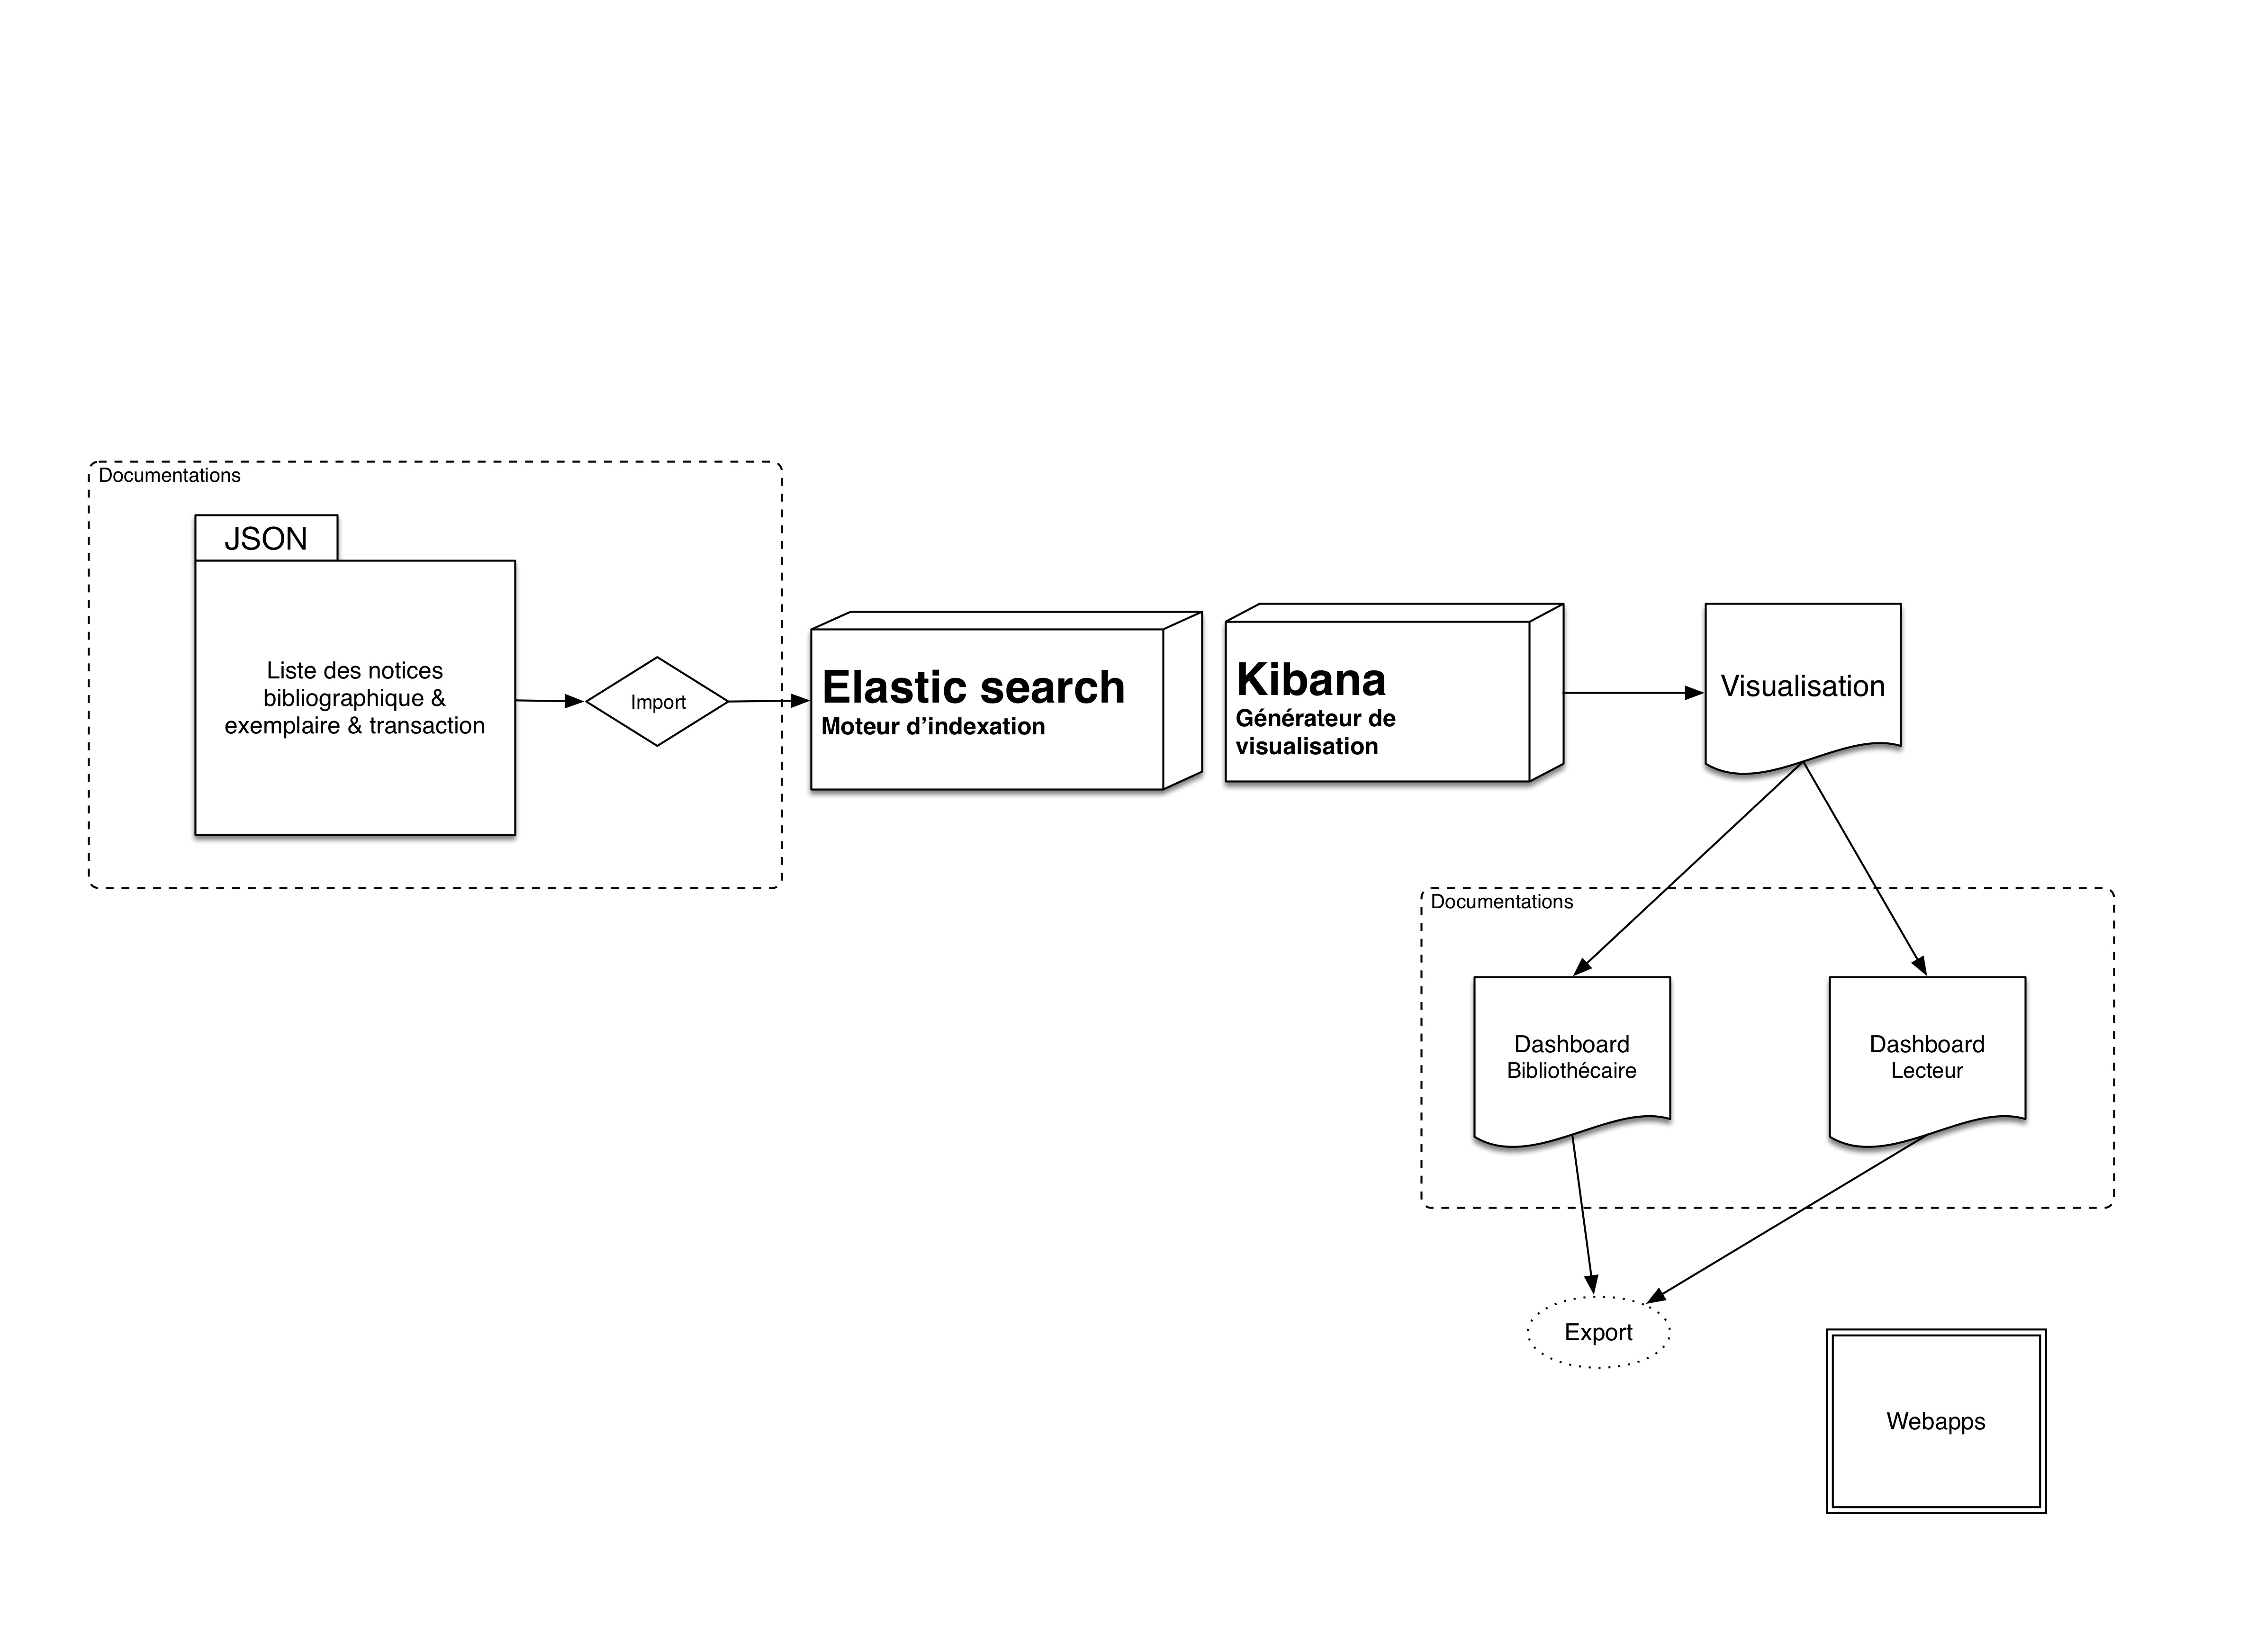 Documentations
JSON
Liste des notices
bibliographique &
exemplaire & transaction
Import
Elastic search
Moteur d’indexation
Kibana
Générateur de
visualisation
Visualisation
Documentations
Dashboard
Bibliothécaire
Dashboard
Lecteur
Export
Webapps